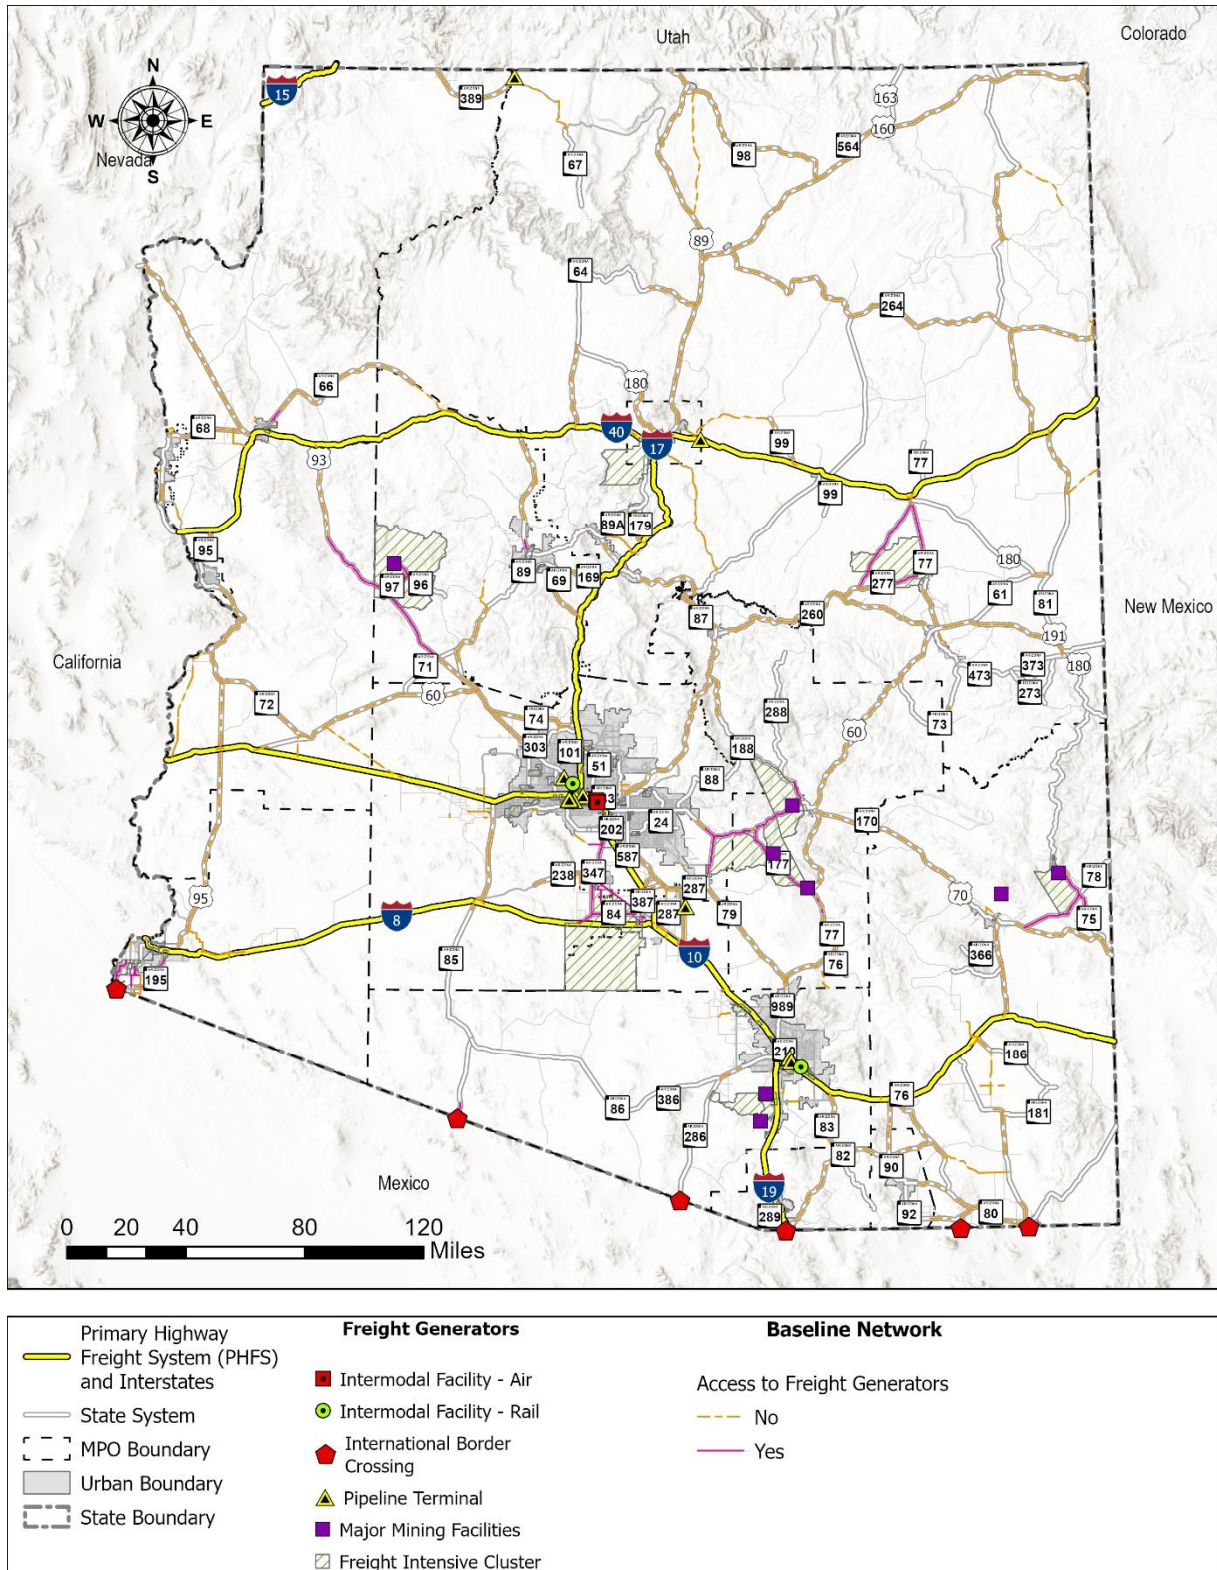 Utah
Colorado
N
W
E
S
Nevada
15
389
163
160
67
98
564
89
64
264
66
180
68
40
17
99
77
93
99
95
89A
179
180
97
96
89
69
169
277
77
61
81
New Mexico
87
260
191
California
71
180
373
60
473
273
72
288
74
73
303
60
101
51
188
88
202
24
170
587
177
78
238
347
95
287
70
8
387
84
287
79
75
77
10
366
85
76
195
989
210
186
76
86
386
181
83
286
82
90
Mexico
19
289
92
80
0 20 40 80 120
Miles
Primary Highway
Freight System (PHFS)
and Interstates
State System
MPO Boundary
Urban Boundary
State Boundary
Freight Generators
Intermodal Facility - Air
Intermodal Facility - Rail
International Border
Crossing
Pipeline Terminal
Major Mining Facilities
Freight Intensive Cluster
Baseline Network
Access to Freight Generators
No
Yes